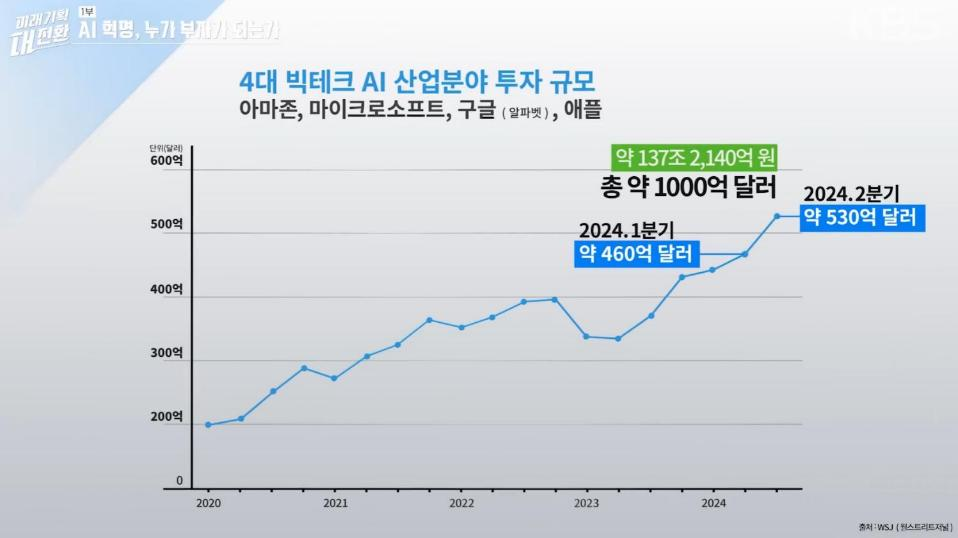 미래기획
대전환
1부
AI 혁명, 누가 부자가 되는가
KBS
4대 빅테크 AI 산업분야 투자 규모
아마존, 마이크로소프트, 구글 ( 알파벳 ) , 애플
단위(달러)
600억
500억
400억
300억
200억
0
약 137조 2,140억 원
총 약 1000억 달러
2024.2분기
약 530억 달러
2024.1분기
약 460억 달러
2020
2021
2022
2023
2024
출처 : WSJ ( 월스트리트저널 )